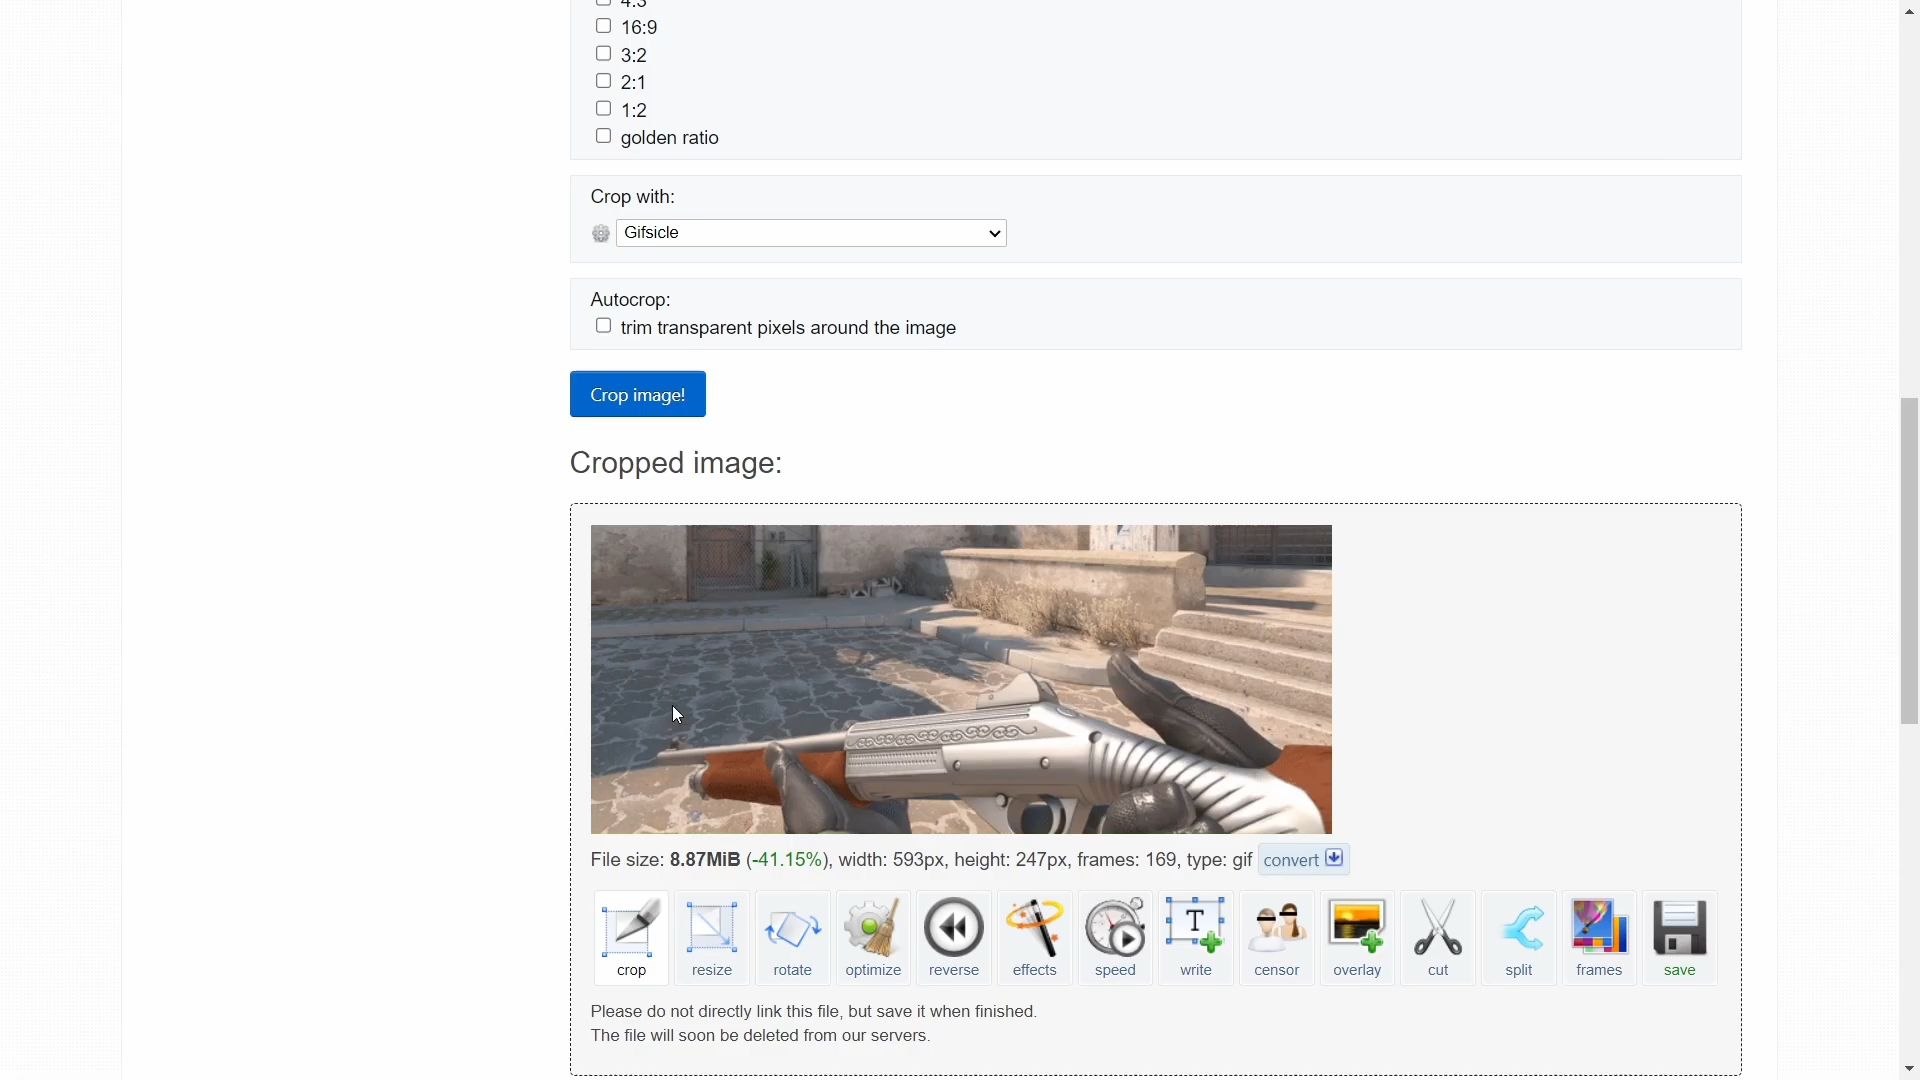 4:3
16:9
3:2
2:1
1:2
golden ratio
Crop with:
Gifsicle
Autocrop:
trim transparent pixels around the image
Crop image!
Cropped image:
File size: 8.87MiB (-41.15%), width: 593px, height: 247px, frames: 169, type: gif convert
crop resize rotate optimize reverse effects speed write censor overlay cut split frames save
Please do not directly link this file, but save it when finished.
The file will soon be deleted from our servers.